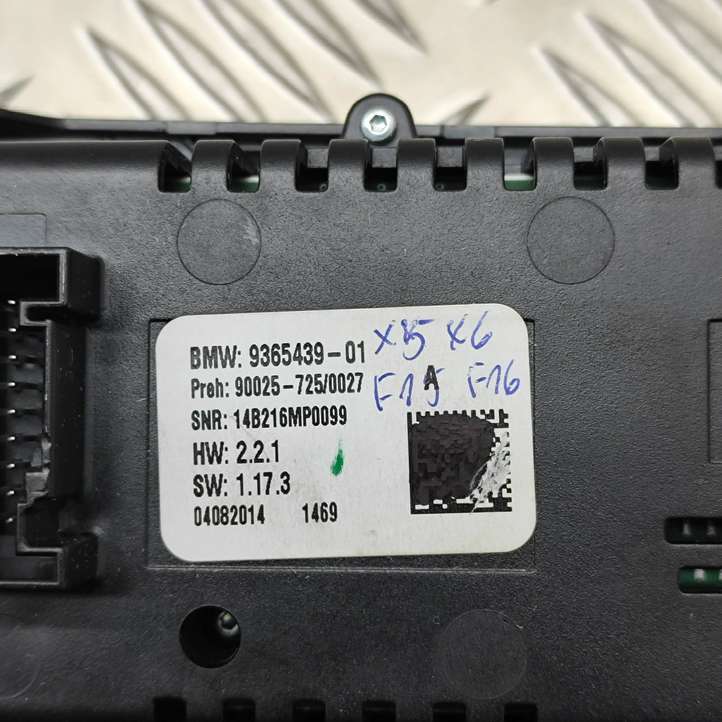 BMW: 9365439-01 X5 X6
Preh: 90025-725/0027 A
F15 F16
SNR: 14B216MP0099
HW: 2.2.1
SW: 1.17.3
04082014 1469